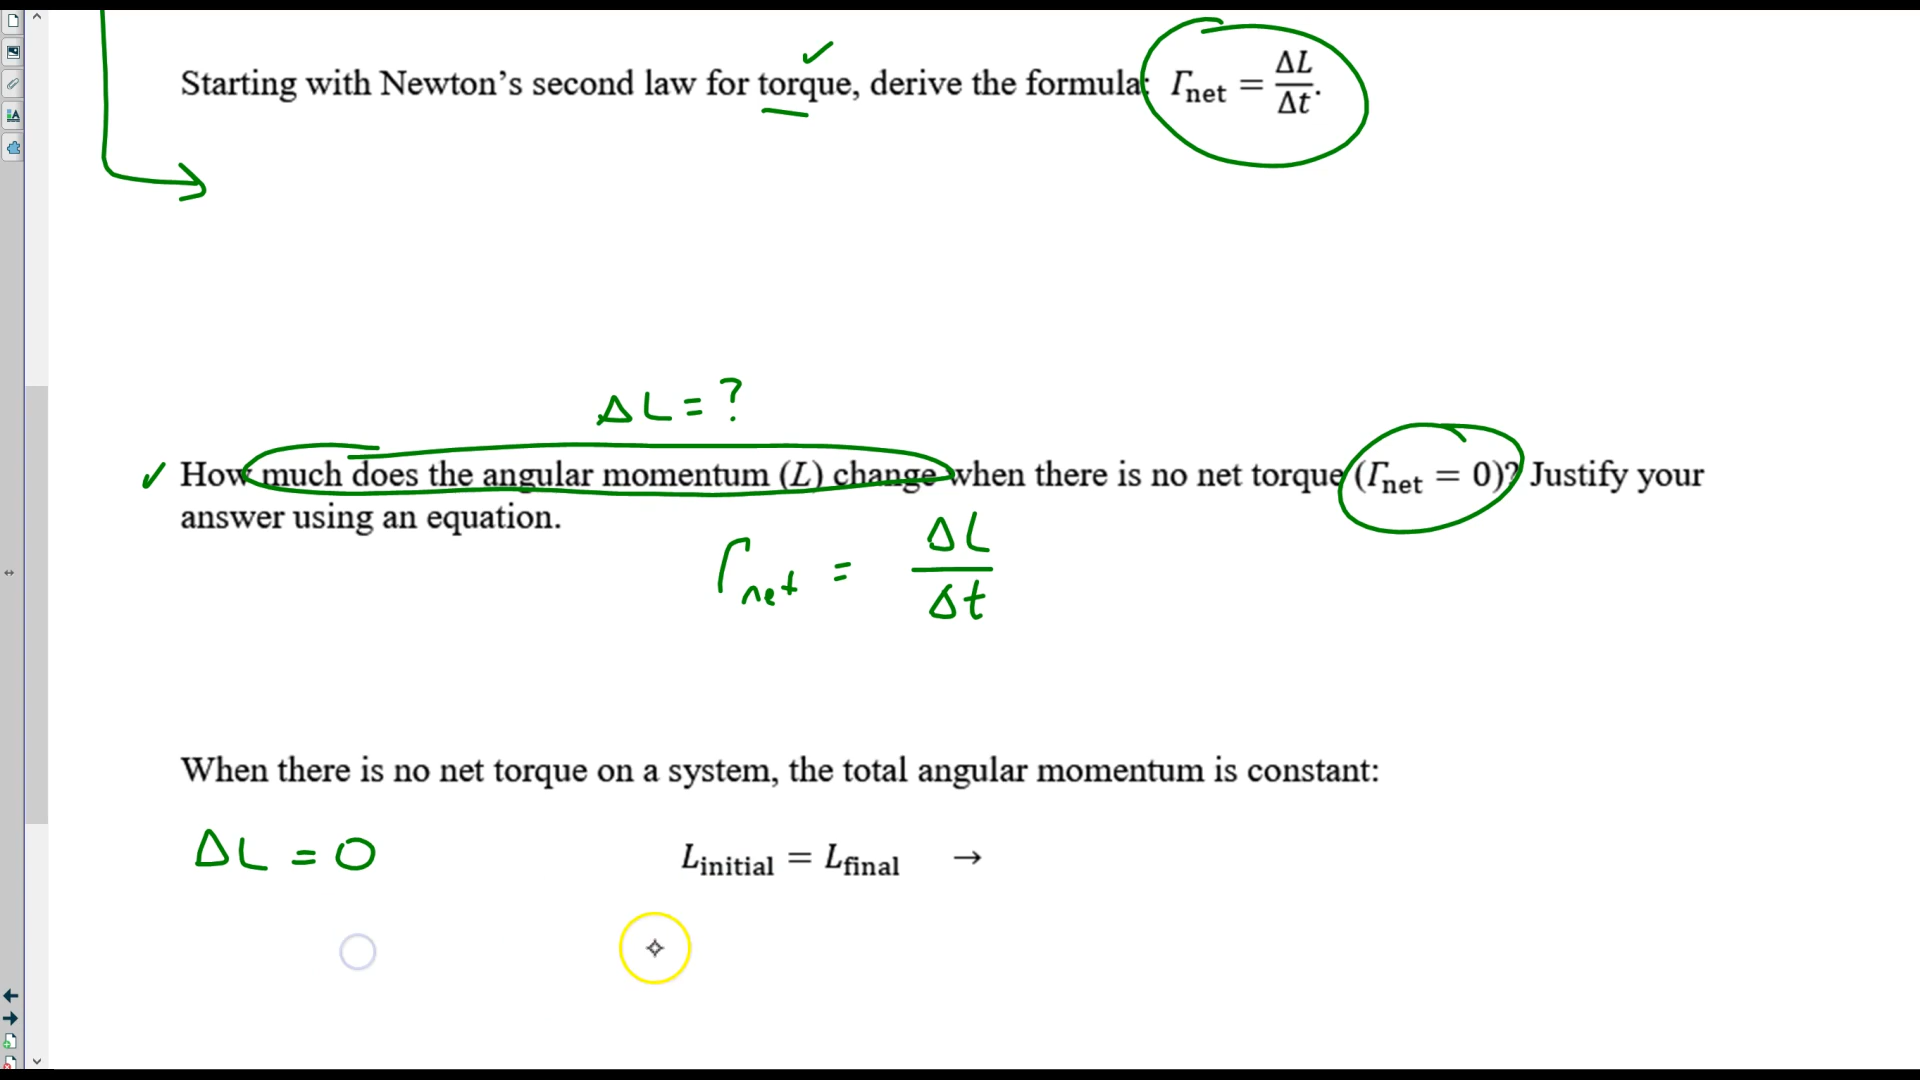 Starting with Newton’s second law for torque, derive the formula: Γnet = ΔL/Δt.
ΔL = ?
How much does the angular momentum (L) change when there is no net torque (Γnet = 0)? Justify your
answer using an equation.
Γnet = ΔL/Δt
When there is no net torque on a system, the total angular momentum is constant:
ΔL = 0 Linitial = Lfinal →